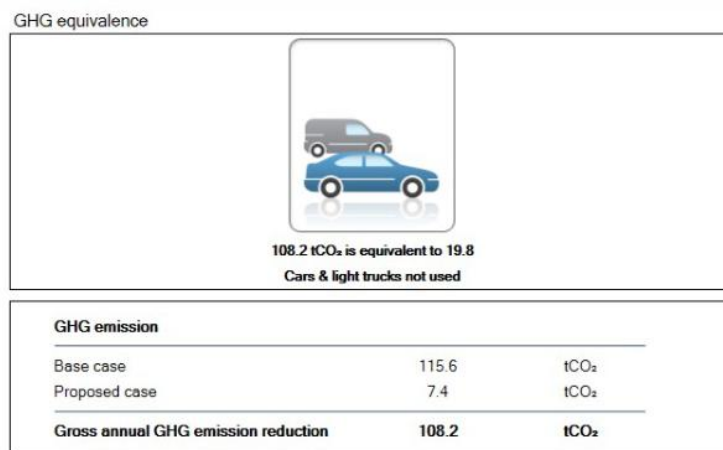 GHG equivalence
108.2 tCO₂ is equivalent to 19.8
Cars & light trucks not used
GHG emission
Base case 115.6 tCO₂
Proposed case 7.4 tCO₂
Gross annual GHG emission reduction 108.2 tCO₂